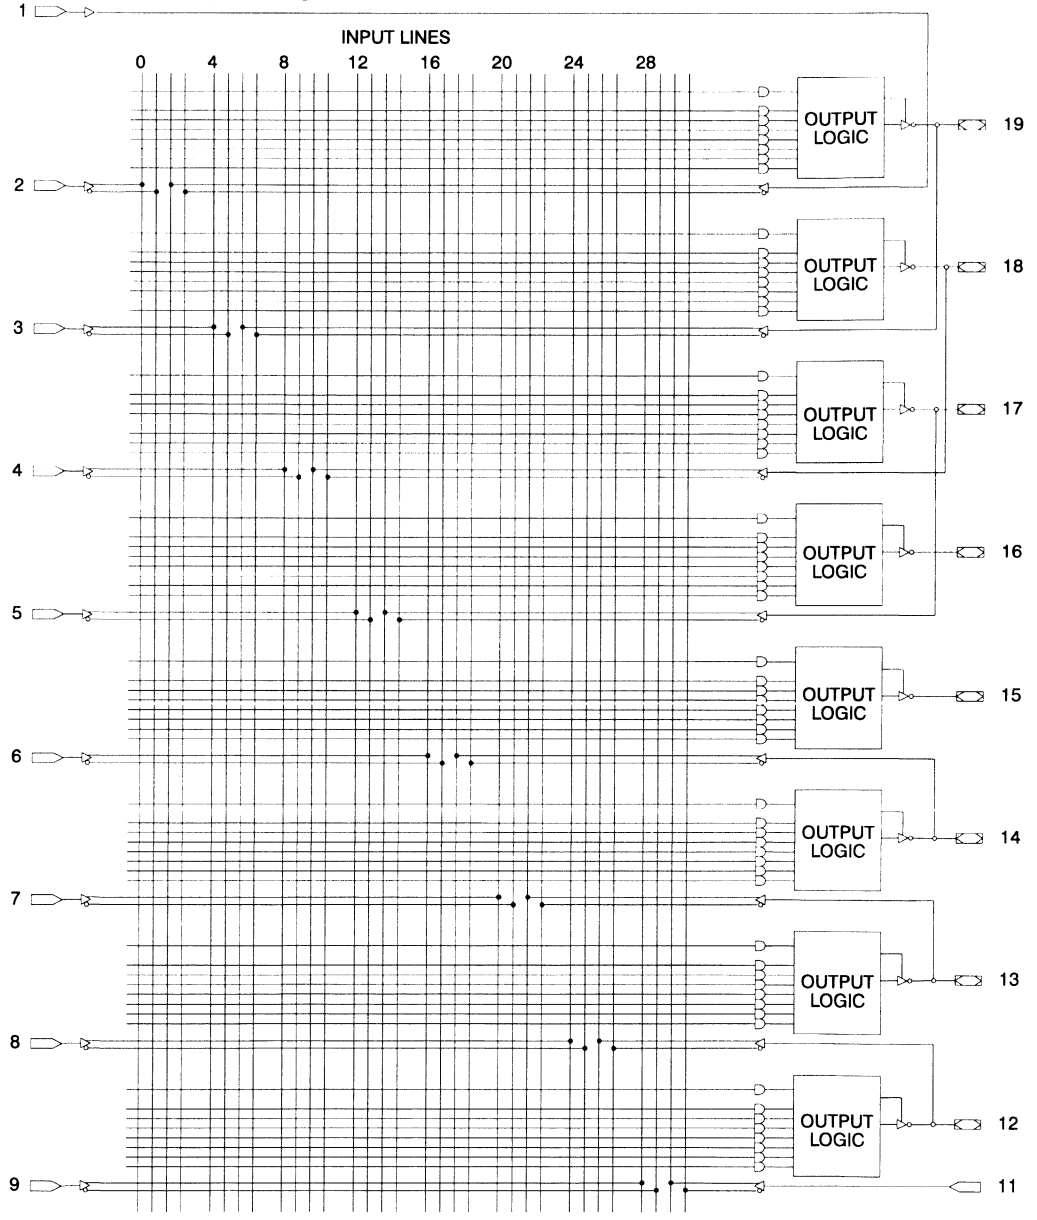 1
INPUT LINES
0 4 8 12 16 20 24 28
OUTPUT
LOGIC
19
2
OUTPUT
LOGIC
18
3
OUTPUT
LOGIC
17
4
OUTPUT
LOGIC
16
5
OUTPUT
LOGIC
15
6
OUTPUT
LOGIC
14
7
OUTPUT
LOGIC
13
8
OUTPUT
LOGIC
12
9
11